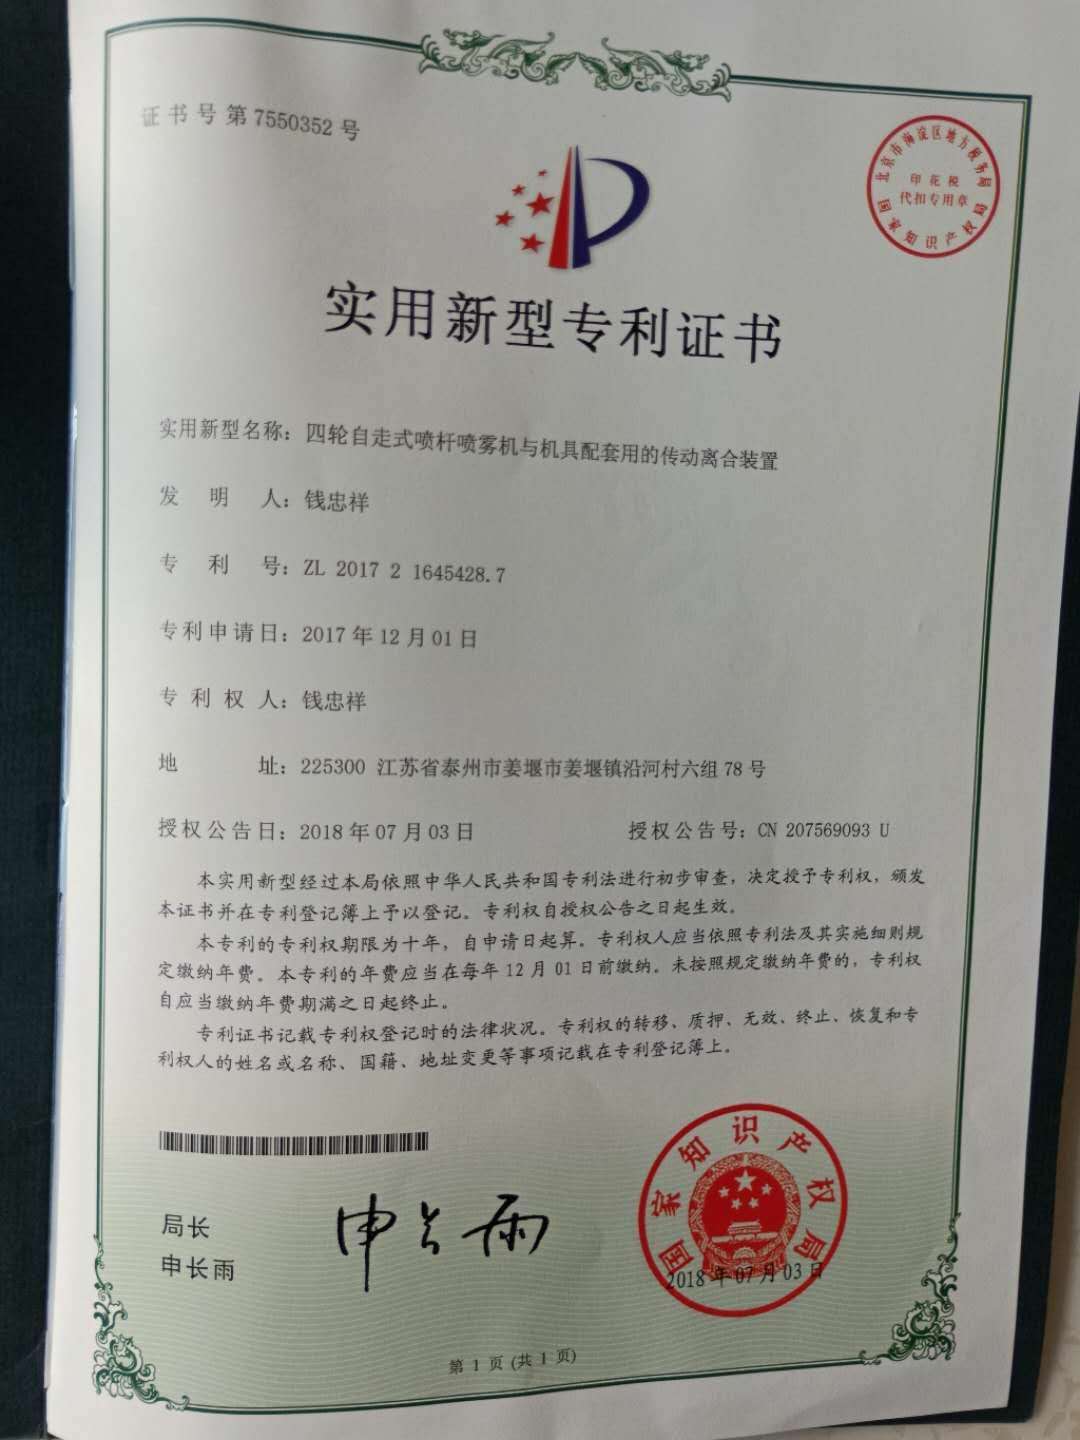 证书号第7550352号
北京市海淀区地方税务局
印花税
代扣专用章
国家知识产权局
实用新型专利证书
实用新型名称：四轮自走式喷杆喷雾机与机具配套用的传动离合装置
发明人：钱忠祥
专利号：ZL 2017 2 1645428.7
专利申请日：2017年12月01日
专利权人：钱忠祥
地址：225300 江苏省泰州市姜堰市姜堰镇沿河村六组78号
授权公告日：2018年07月03日 授权公告号：CN 207569093 U
本实用新型经过本局依照中华人民共和国专利法进行初步审查，决定授予专利权，颁发
本证书并在专利登记簿上予以登记。专利权自授权公告之日起生效。
本专利的专利权期限为十年，自申请日起算。专利权人应当依照专利法及其实施细则规
定缴纳年费。本专利的年费应当在每年12月01日前缴纳。未按照规定缴纳年费的，专利权
自应当缴纳年费期满之日起终止。
专利证书记载专利权登记时的法律状况。专利权的转移、质押、无效、终止、恢复和专
利权人的姓名或名称、国籍、地址变更等事项记载在专利登记簿上。
局长
申长雨
申长雨
国家知识产权局
2018年07月03日
第 1 页 (共 1 页)